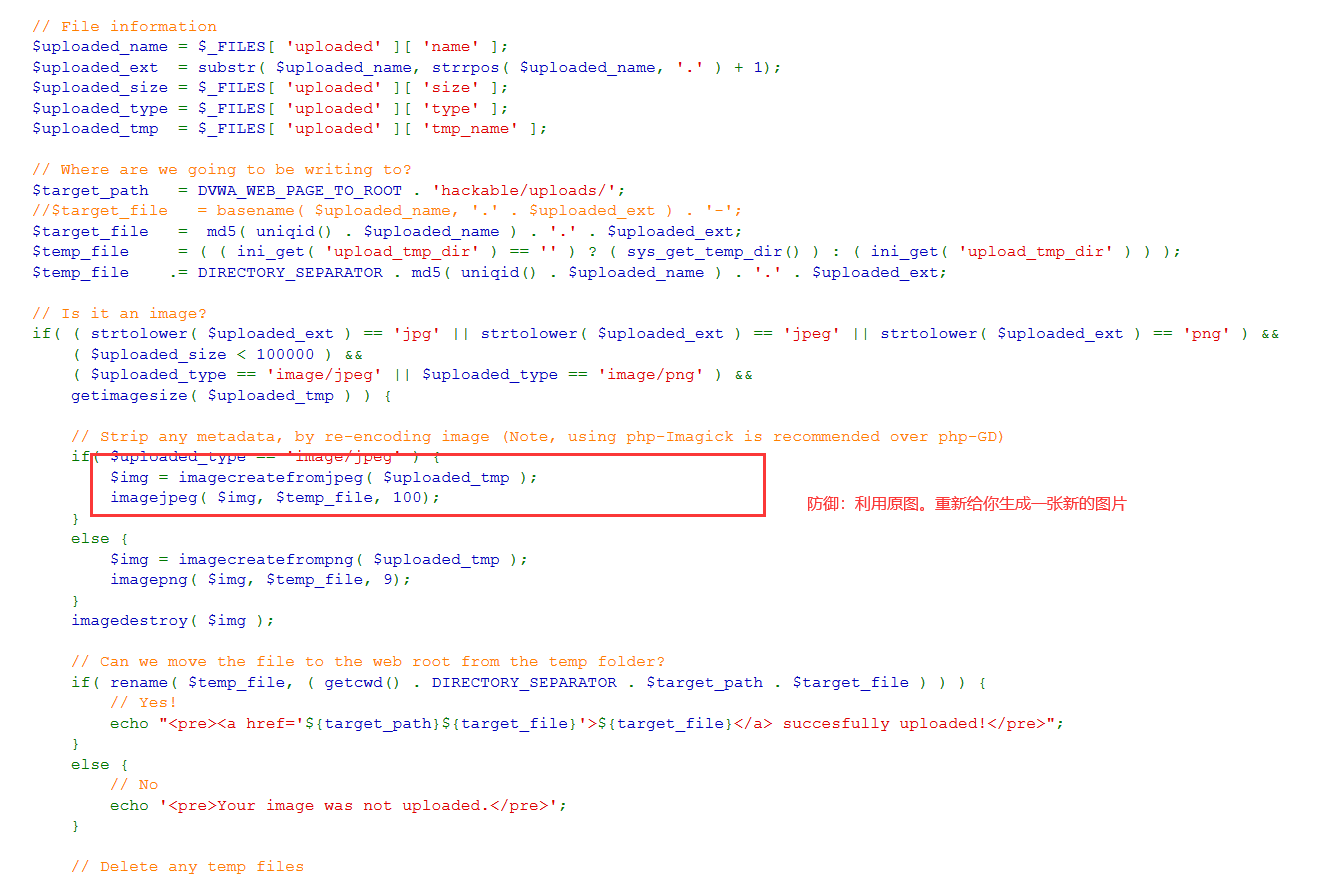 // File information
$uploaded_name = $_FILES[ 'uploaded' ][ 'name' ];
$uploaded_ext  = substr( $uploaded_name, strrpos( $uploaded_name, '.' ) + 1);
$uploaded_size = $_FILES[ 'uploaded' ][ 'size' ];
$uploaded_type = $_FILES[ 'uploaded' ][ 'type' ];
$uploaded_tmp  = $_FILES[ 'uploaded' ][ 'tmp_name' ];

// Where are we going to be writing to?
$target_path   = DVWA_WEB_PAGE_TO_ROOT . 'hackable/uploads/';
//$target_file   = basename( $uploaded_name, '.' . $uploaded_ext ) . '-';
$target_file   =  md5( uniqid() . $uploaded_name ) . '.' . $uploaded_ext;
$temp_file     = ( ( ini_get( 'upload_tmp_dir' ) == '' ) ? ( sys_get_temp_dir() ) : ( ini_get( 'upload_tmp_dir' ) ) );
$temp_file    .= DIRECTORY_SEPARATOR . md5( uniqid() . $uploaded_name ) . '.' . $uploaded_ext;

// Is it an image?
if( ( strtolower( $uploaded_ext ) == 'jpg' || strtolower( $uploaded_ext ) == 'jpeg' || strtolower( $uploaded_ext ) == 'png' ) &&
    ( $uploaded_size < 100000 ) &&
    ( $uploaded_type == 'image/jpeg' || $uploaded_type == 'image/png' ) &&
    getimagesize( $uploaded_tmp ) ) {

    // Strip any metadata, by re-encoding image (Note, using php-Imagick is recommended over php-GD)
    if( $uploaded_type == 'image/jpeg' ) {
        $img = imagecreatefromjpeg( $uploaded_tmp );
        imagejpeg( $img, $temp_file, 100);
防御：利用原图。重新给你生成一张新的图片
    }
    else {
        $img = imagecreatefrompng( $uploaded_tmp );
        imagepng( $img, $temp_file, 9);
    }
    imagedestroy( $img );

    // Can we move the file to the web root from the temp folder?
    if( rename( $temp_file, ( getcwd() . DIRECTORY_SEPARATOR . $target_path . $target_file ) ) ) {
        // Yes!
        echo "<pre><a href='${target_path}${target_file}'>${target_file}</a> succesfully uploaded!</pre>";
    }
    else {
        // No
        echo '<pre>Your image was not uploaded.</pre>';
    }

    // Delete any temp files